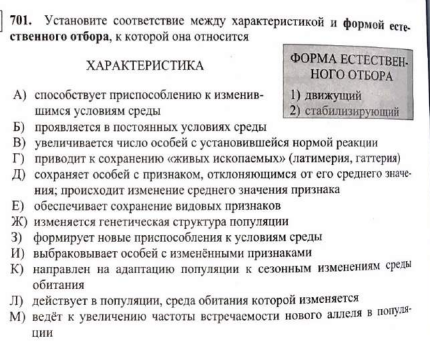 701. Установите соответствие между характеристикой и формой есте-
ственного отбора, к которой она относится
ХАРАКТЕРИСТИКА
ФОРМА ЕСТЕСТВЕН-
НОГО ОТБОРА
1) движущий
2) стабилизирующий
А) способствует приспособлению к изменив-
шимся условиям среды
Б) проявляется в постоянных условиях среды
В) увеличивается число особей с установившейся нормой реакции
Г) приводит к сохранению «живых ископаемых» (латимерия, гаттерия)
Д) сохраняет особей с признаком, отклоняющимся от его среднего значе-
ния; происходит изменение среднего значения признака
Е) обеспечивает сохранение видовых признаков
Ж) изменяется генетическая структура популяции
З) формирует новые приспособления к условиям среды
И) выбраковывает особей с изменёнными признаками
К) направлен на адаптацию популяции к сезонным изменениям среды
обитания
Л) действует в популяции, среда обитания которой изменяется
М) ведёт к увеличению частоты встречаемости нового аллеля в популя-
ции